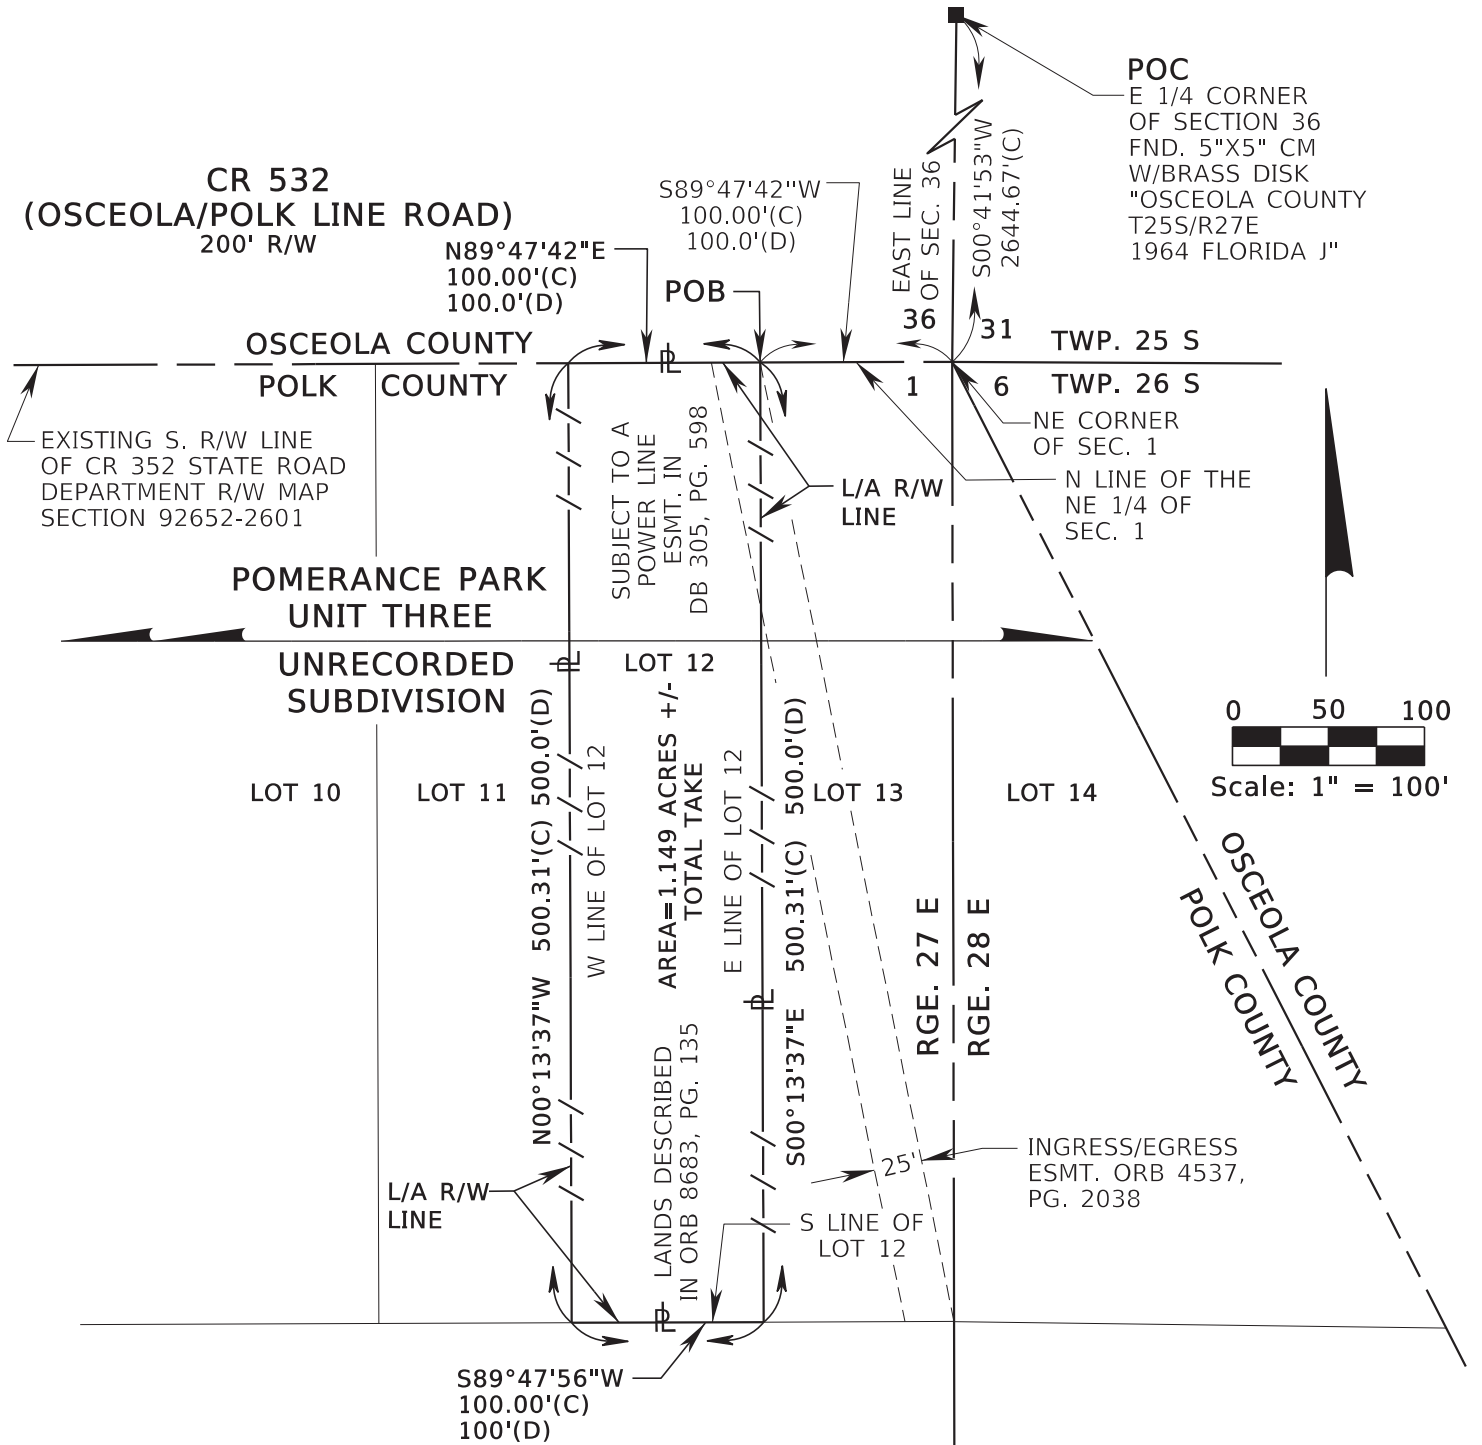 POC
E 1/4 CORNER
OF SECTION 36
FND. 5"X5" CM
W/BRASS DISK
"OSCEOLA COUNTY
T25S/R27E
1964 FLORIDA J"
CR 532
(OSCEOLA/POLK LINE ROAD)
200' R/W
N89°47'42"E
100.00'(C)
100.0'(D)
S89°47'42"W
100.00'(C)
100.0'(D)
POB
EAST LINE
OF SEC. 36
S00°41'53"W
2644.67'(C)
36
31
TWP. 25 S
OSCEOLA COUNTY
POLK COUNTY
1
6
TWP. 26 S
PL
EXISTING S. R/W LINE
OF CR 352 STATE ROAD
DEPARTMENT R/W MAP
SECTION 92652-2601
NE CORNER
OF SEC. 1
N LINE OF THE
NE 1/4 OF
SEC. 1
L/A R/W
LINE
SUBJECT TO A
POWER LINE
ESMT. IN
DB 305, PG. 598
POMERANCE PARK
UNIT THREE
UNRECORDED
SUBDIVISION
PL
LOT 12
LOT 10
LOT 11
LOT 13
LOT 14
0 50 100
Scale: 1" = 100'
N00°13'37"W 500.31'(C) 500.0'(D)
W LINE OF LOT 12
AREA=1.149 ACRES +/-
TOTAL TAKE
E LINE OF LOT 12
S00°13'37"E 500.31'(C) 500.0'(D)
PL
RGE. 27 E
RGE. 28 E
OSCEOLA COUNTY
POLK COUNTY
LANDS DESCRIBED
IN ORB 8683, PG. 135
25'
INGRESS/EGRESS
ESMT. ORB 4537,
PG. 2038
L/A R/W
LINE
S LINE OF
LOT 12
PL
S89°47'56"W
100.00'(C)
100'(D)